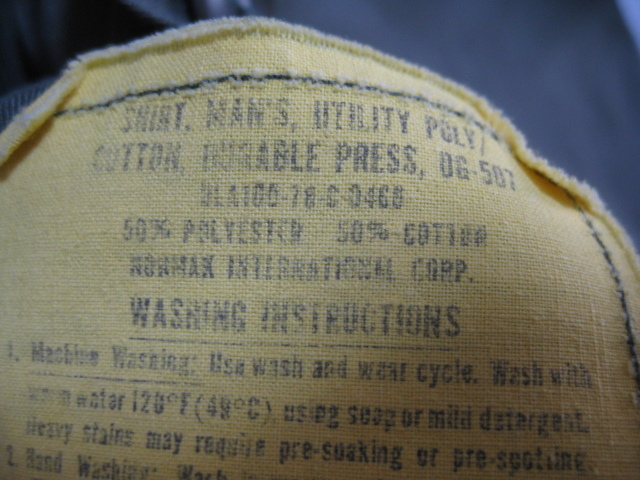 SHIRT, MAN'S, UTILITY POLY/
COTTON, DURABLE PRESS, OG-507
DLA100-78-C-0468
50% POLYESTER 50% COTTON
NORMAX INTERNATIONAL CORP.
WASHING INSTRUCTIONS
1. Machine Washing: Use wash and wear cycle. Wash with
warm water 120°F(49°C), using soap or mild detergent.
Heavy stains may require pre-soaking or pre-spotting.
2. Hand Washing: Wash